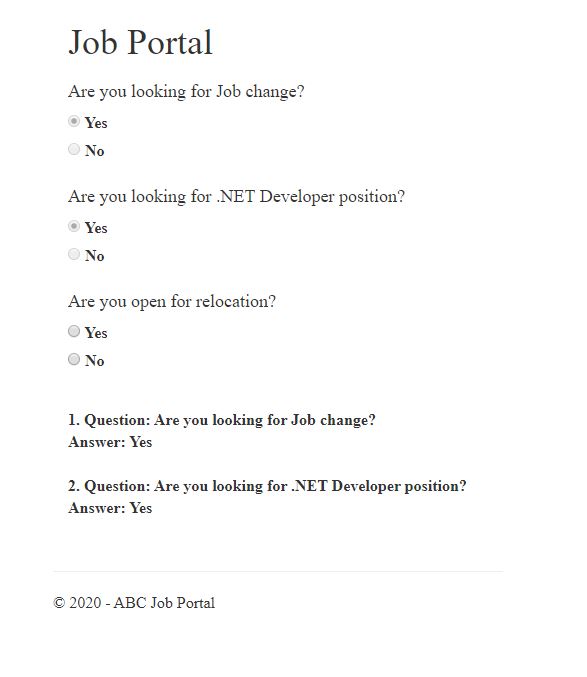 Job Portal
Are you looking for Job change?
Yes
No
Are you looking for .NET Developer position?
Yes
No
Are you open for relocation?
Yes
No
1. Question: Are you looking for Job change?
Answer: Yes
2. Question: Are you looking for .NET Developer position?
Answer: Yes
© 2020 - ABC Job Portal